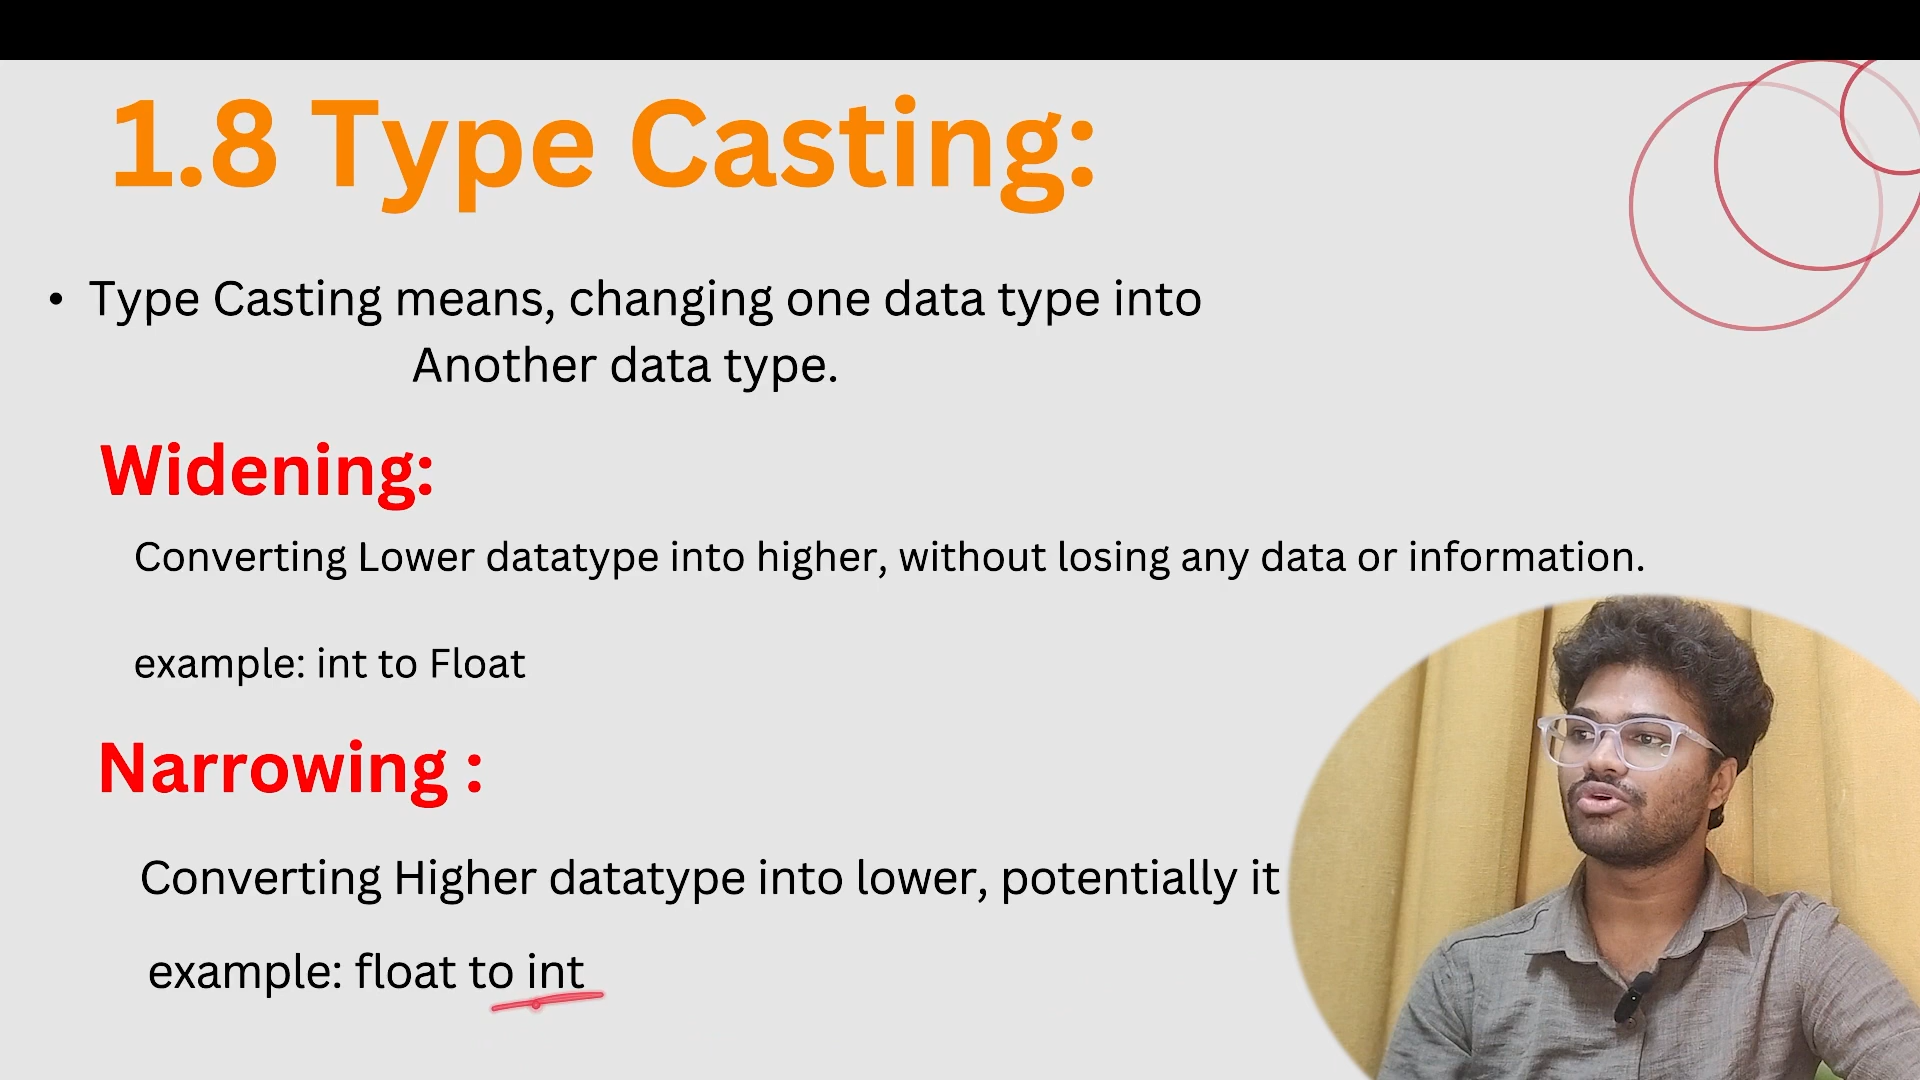 1.8 Type Casting:
• Type Casting means, changing one data type into
Another data type.
Widening:
Converting Lower datatype into higher, without losing any data or information.
example: int to Float
Narrowing :
Converting Higher datatype into lower, potentially it
example: float to int